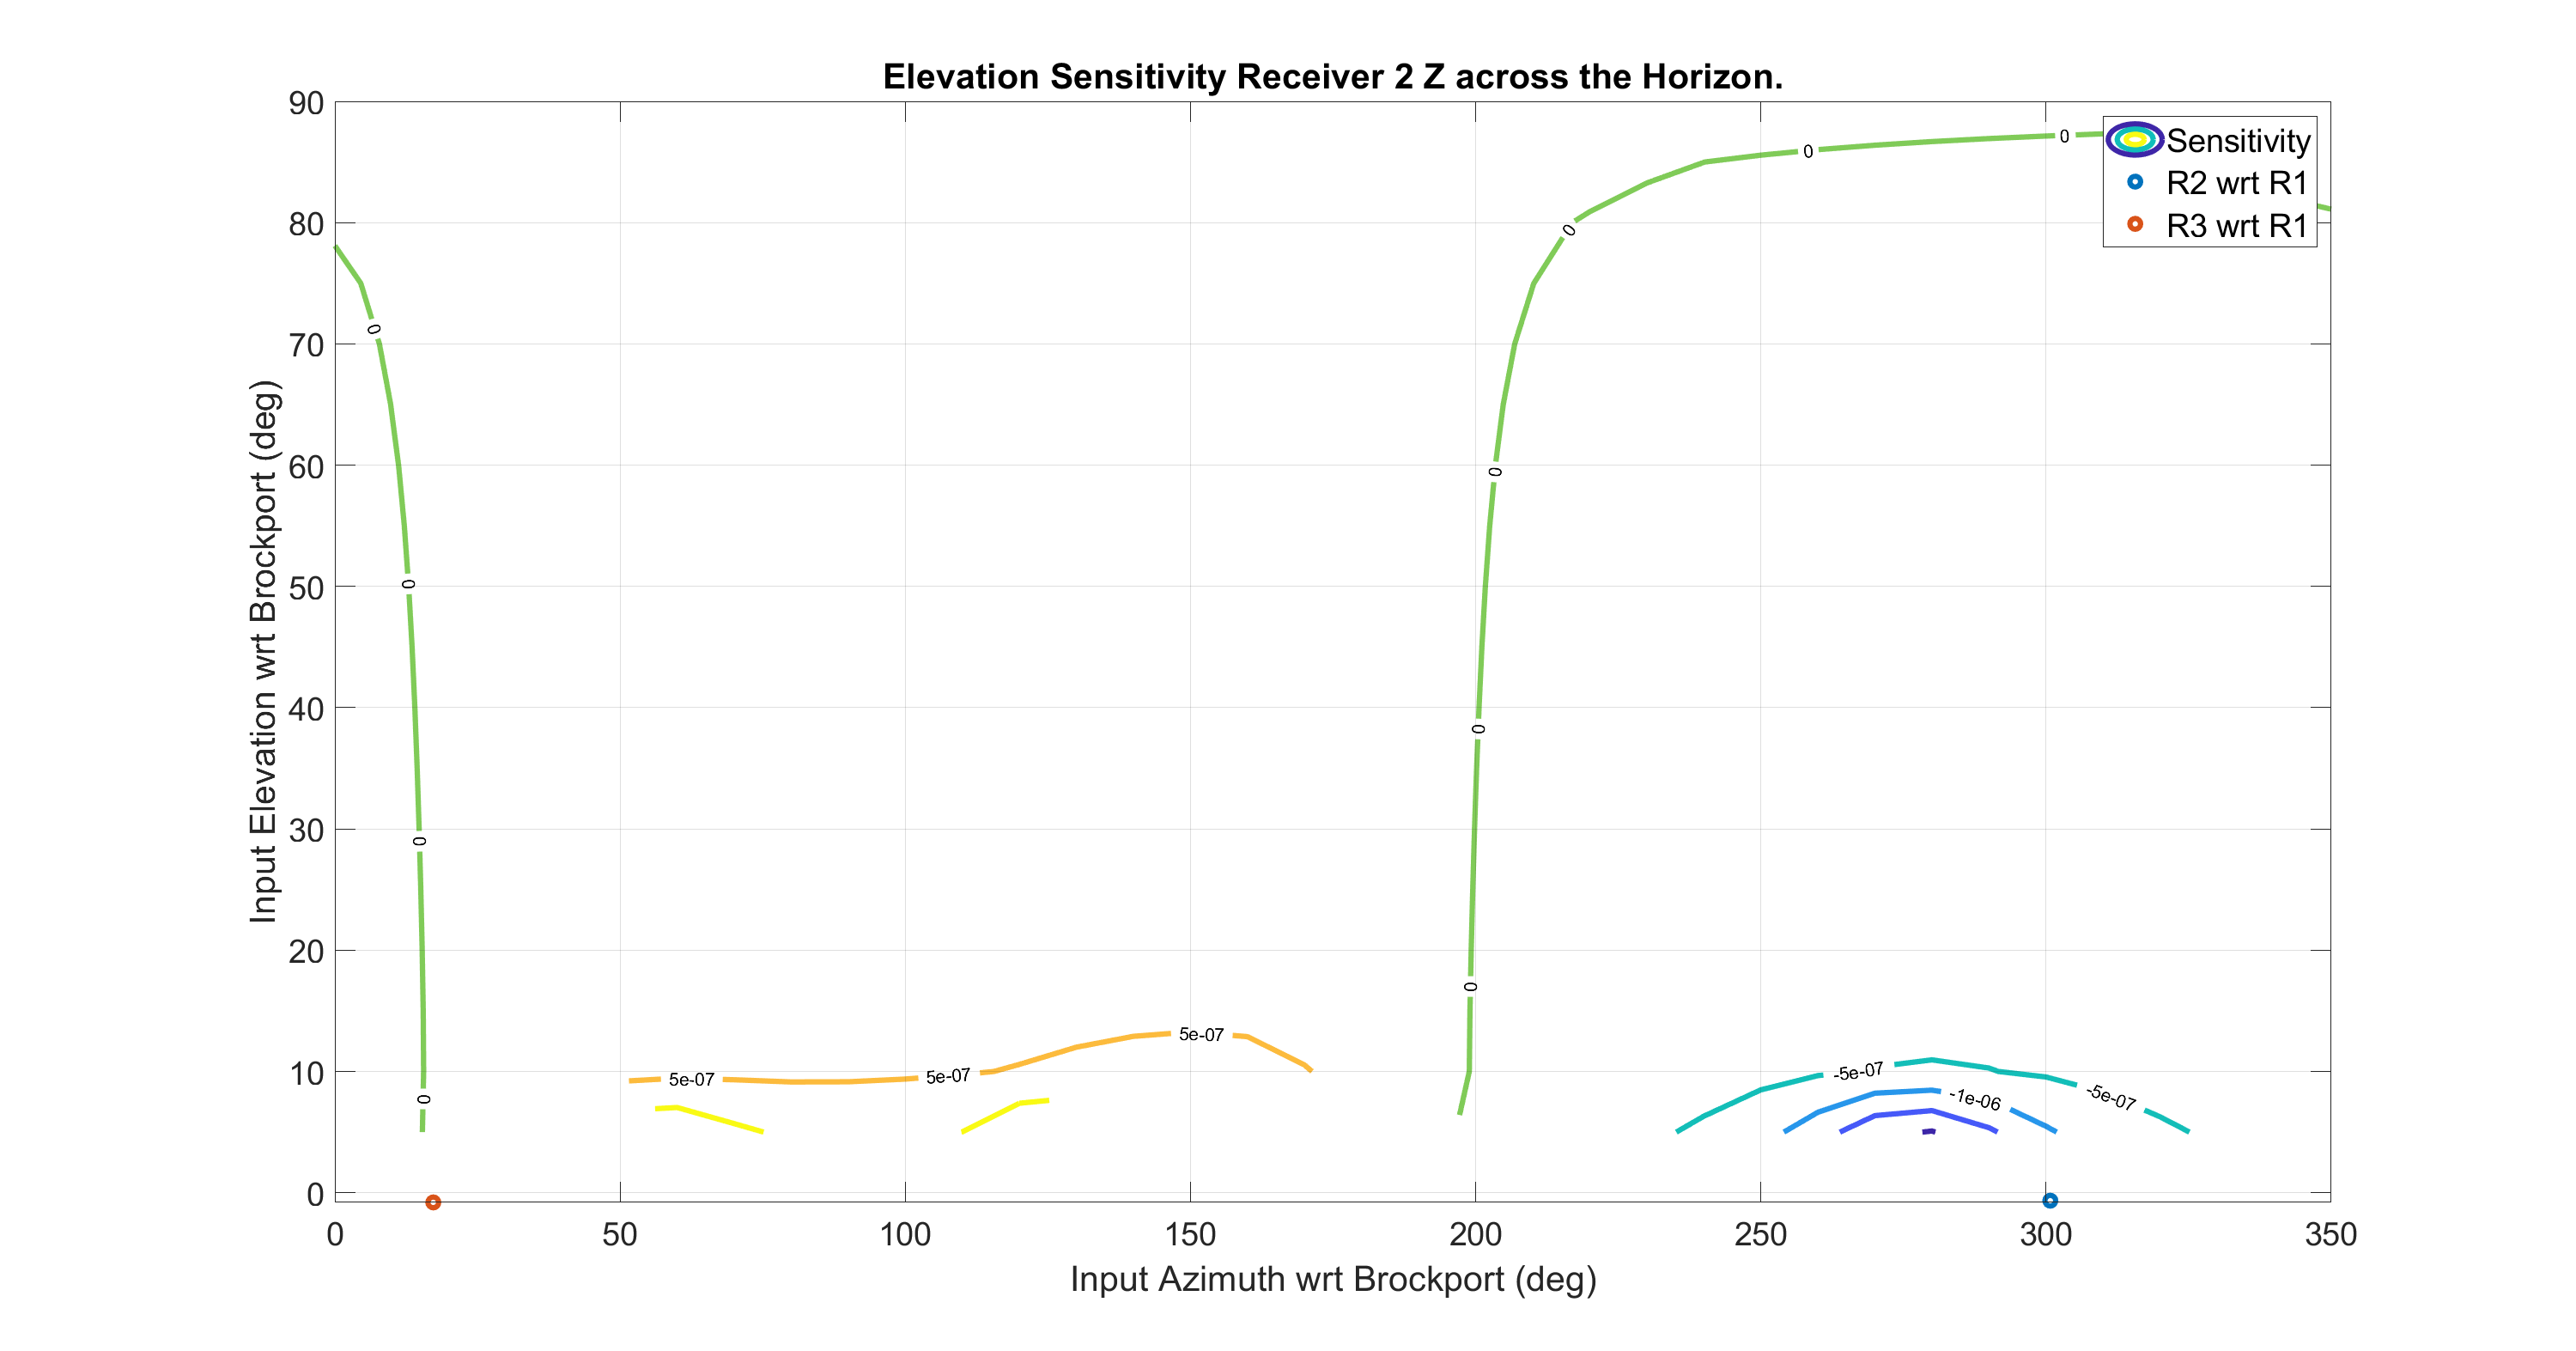 Elevation Sensitivity Receiver 2 Z across the Horizon.
Input Elevation wrt Brockport (deg)
90
80
70
60
50
40
30
20
10
0
0
0
0
0
0
0
0
0
0
0
0
5e-07
5e-07
5e-07
-5e-07
-1e-06
-5e-07
Sensitivity
R2 wrt R1
R3 wrt R1
0
50
100
150
200
250
300
350
Input Azimuth wrt Brockport (deg)